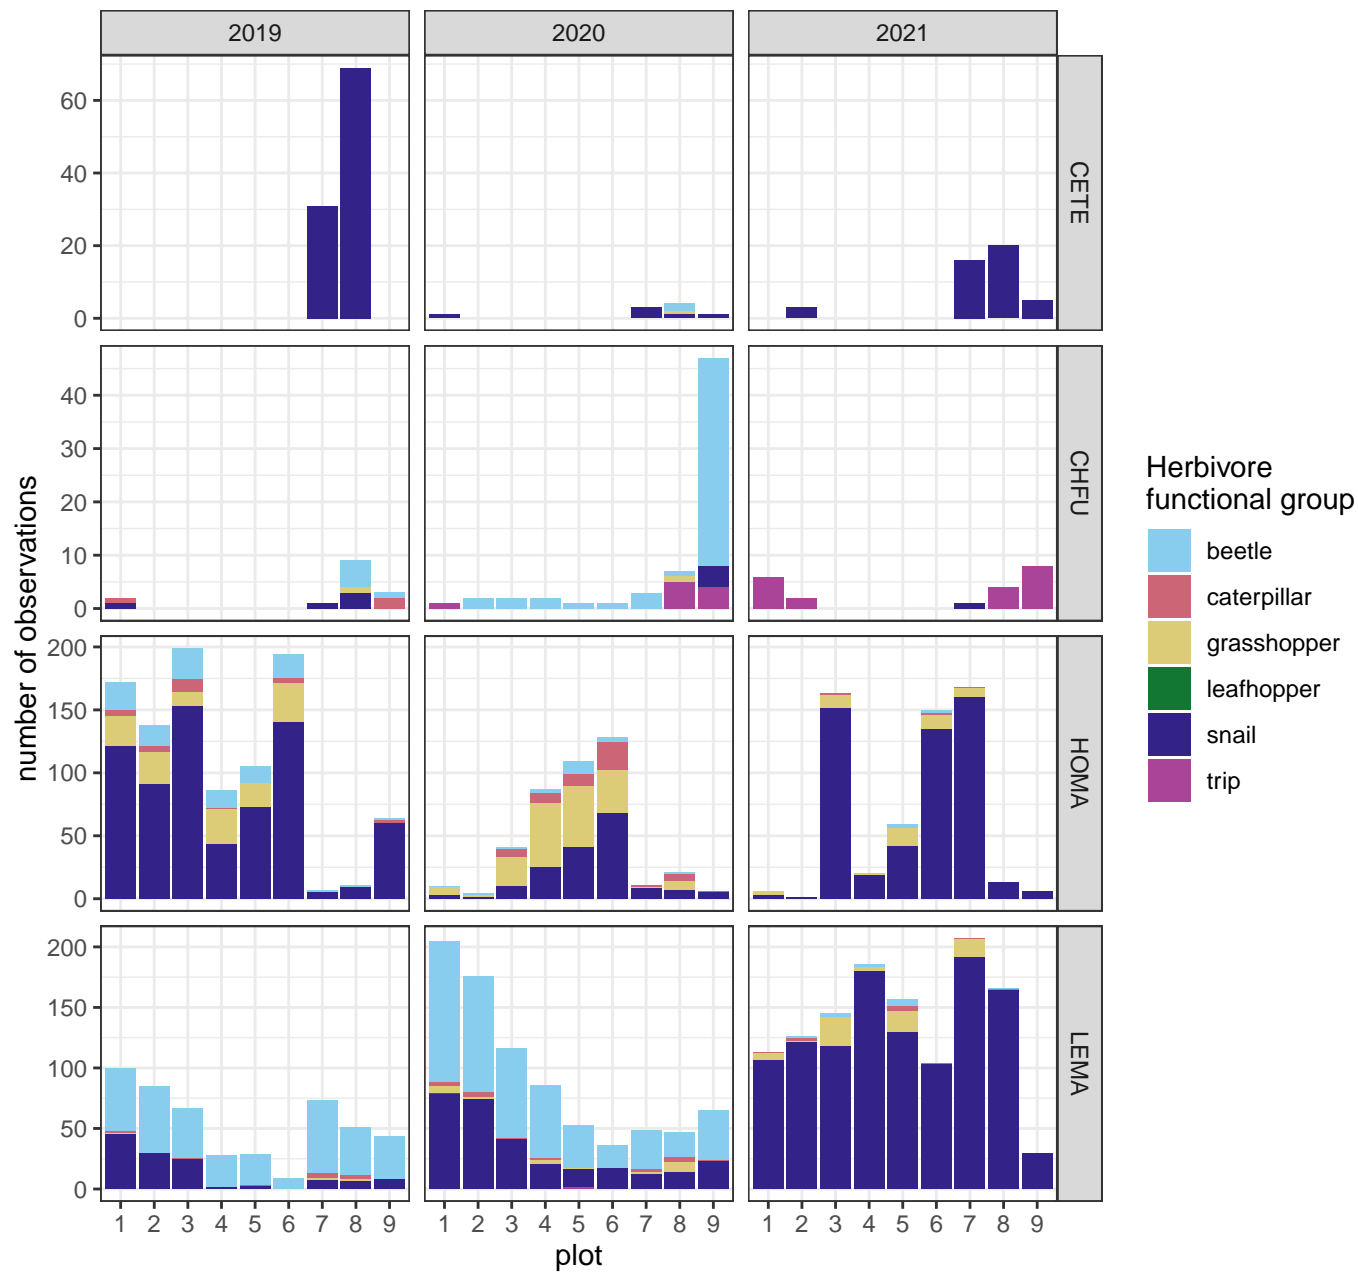 2019
2020
2021
60
40
20
0
CETE
40
30
20
10
0
CHFU
200
150
100
50
0
HOMA
200
150
100
50
0
LEMA
1 2 3 4 5 6 7 8 9
1 2 3 4 5 6 7 8 9
1 2 3 4 5 6 7 8 9
plot
number of observations
Herbivore
functional group
beetle
caterpillar
grasshopper
leafhopper
snail
trip